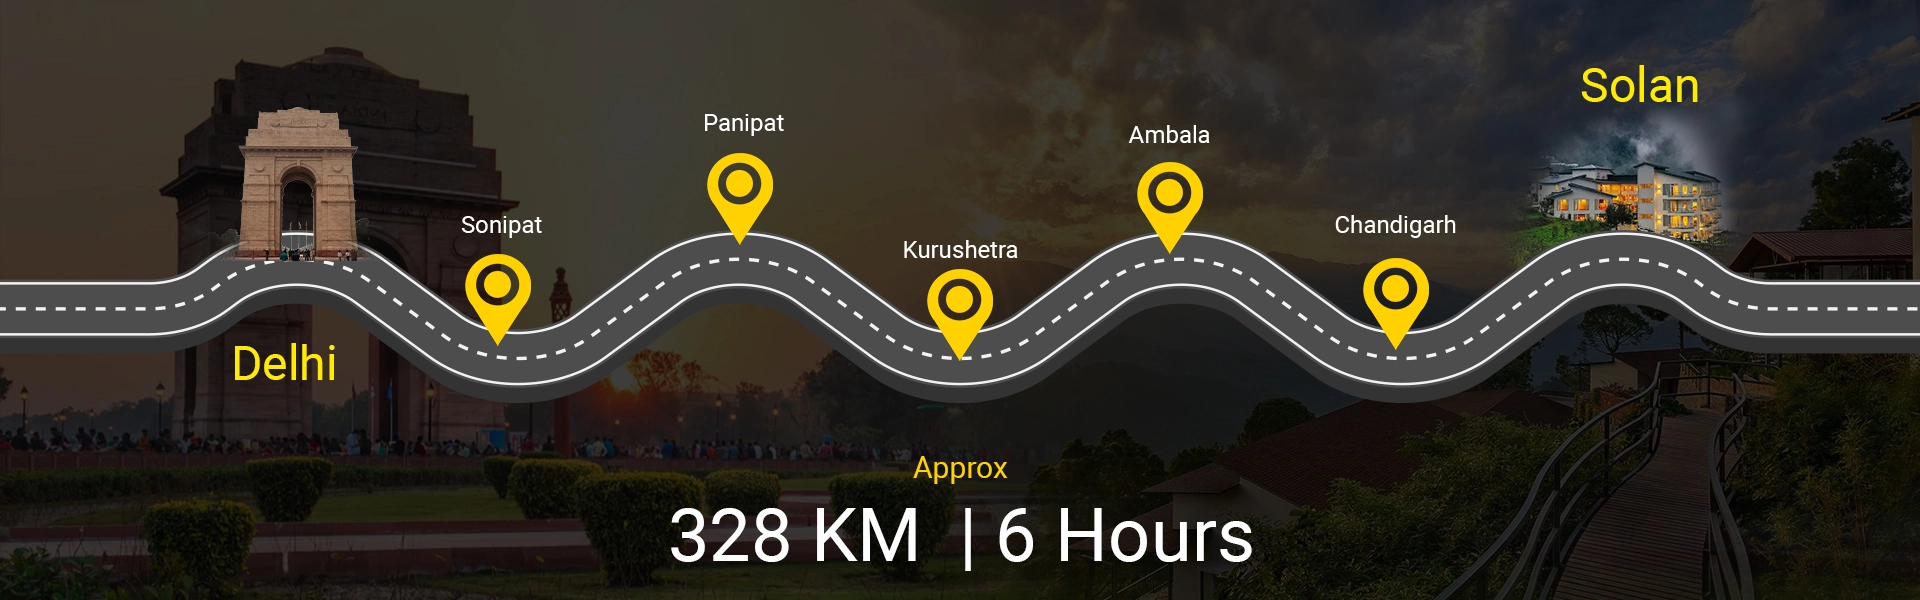 Solan
Panipat
Ambala
Sonipat
Chandigarh
Kurushetra
Delhi
Approx
328 KM | 6 Hours